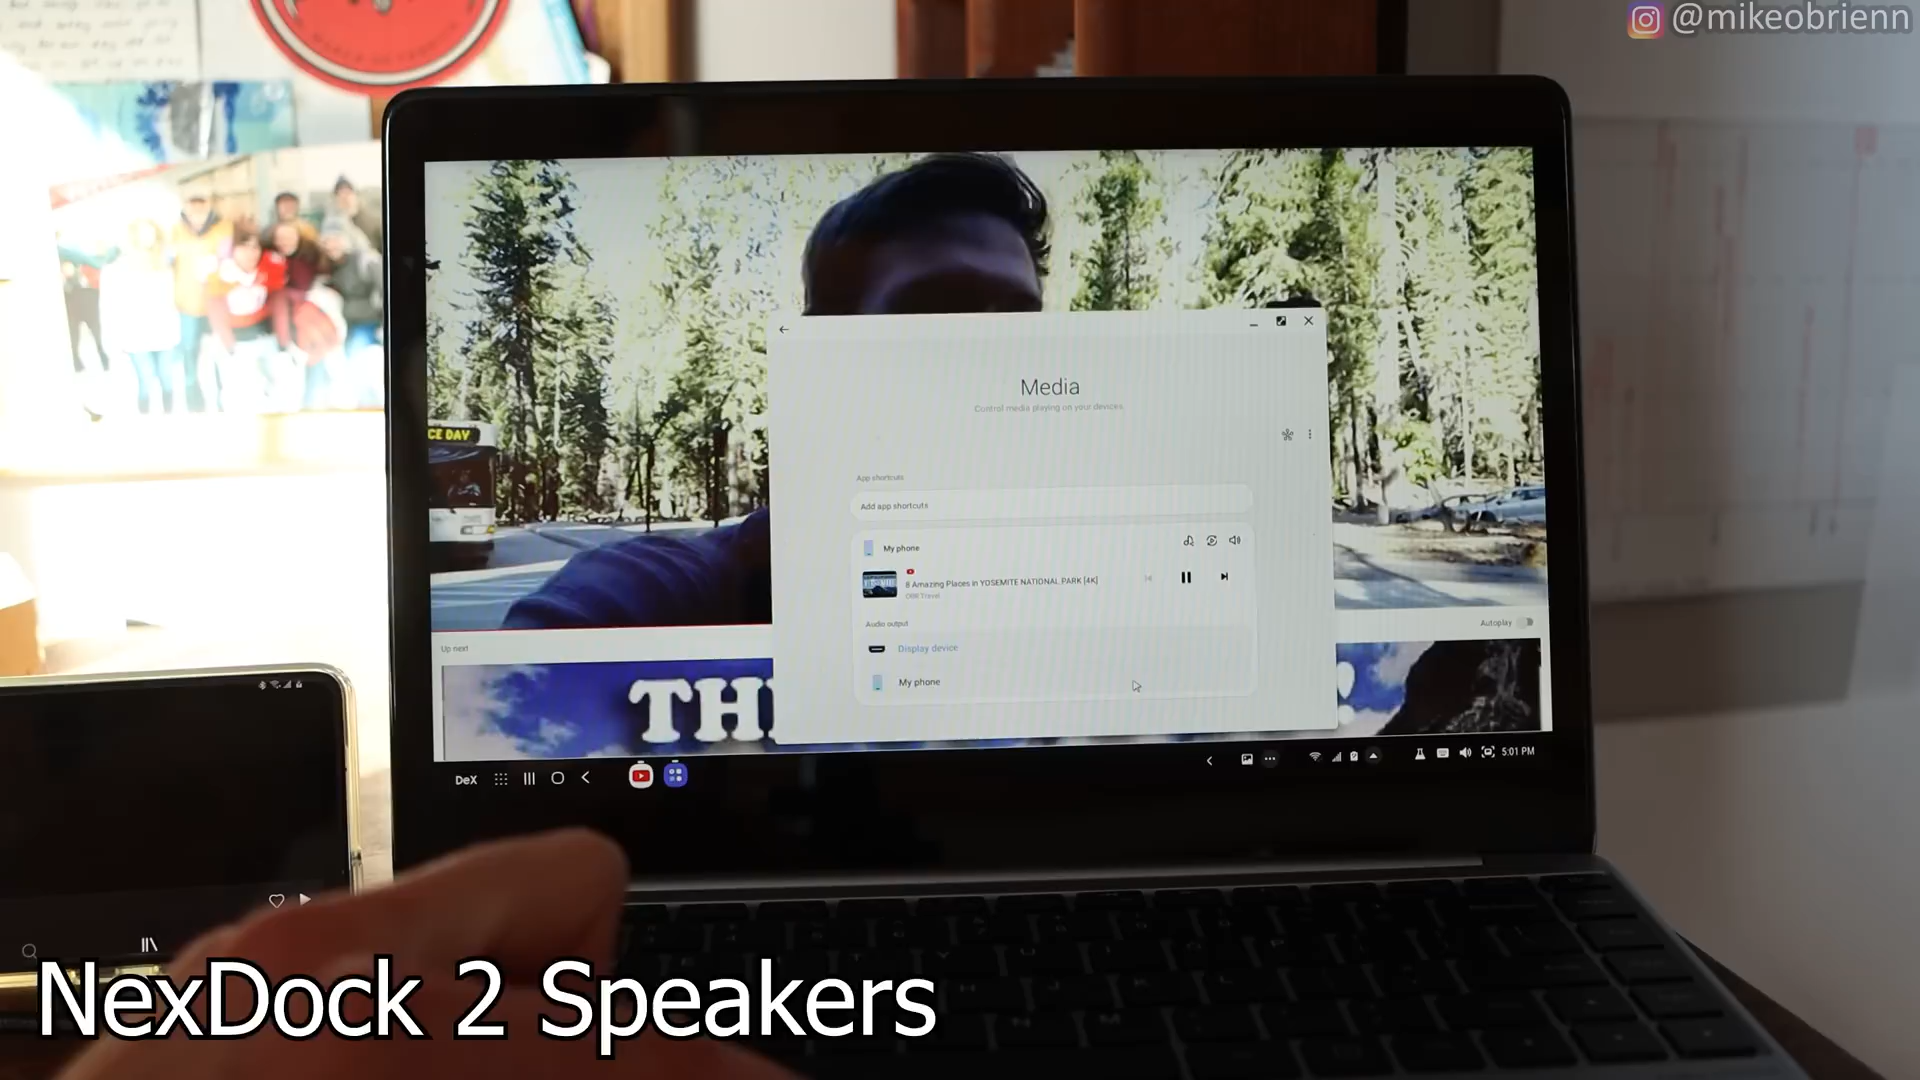 @mikeobrienn
CE DAY
Media
Control media playing on your devices.
App shortcuts
Add app shortcuts
My phone
8 Amazing Places in YOSEMITE NATIONAL PARK [4K]
Travel
Audio output
Display device
My phone
Up next
Autoplay
TH
!
DeX
5:01 PM
NexDock 2 Speakers